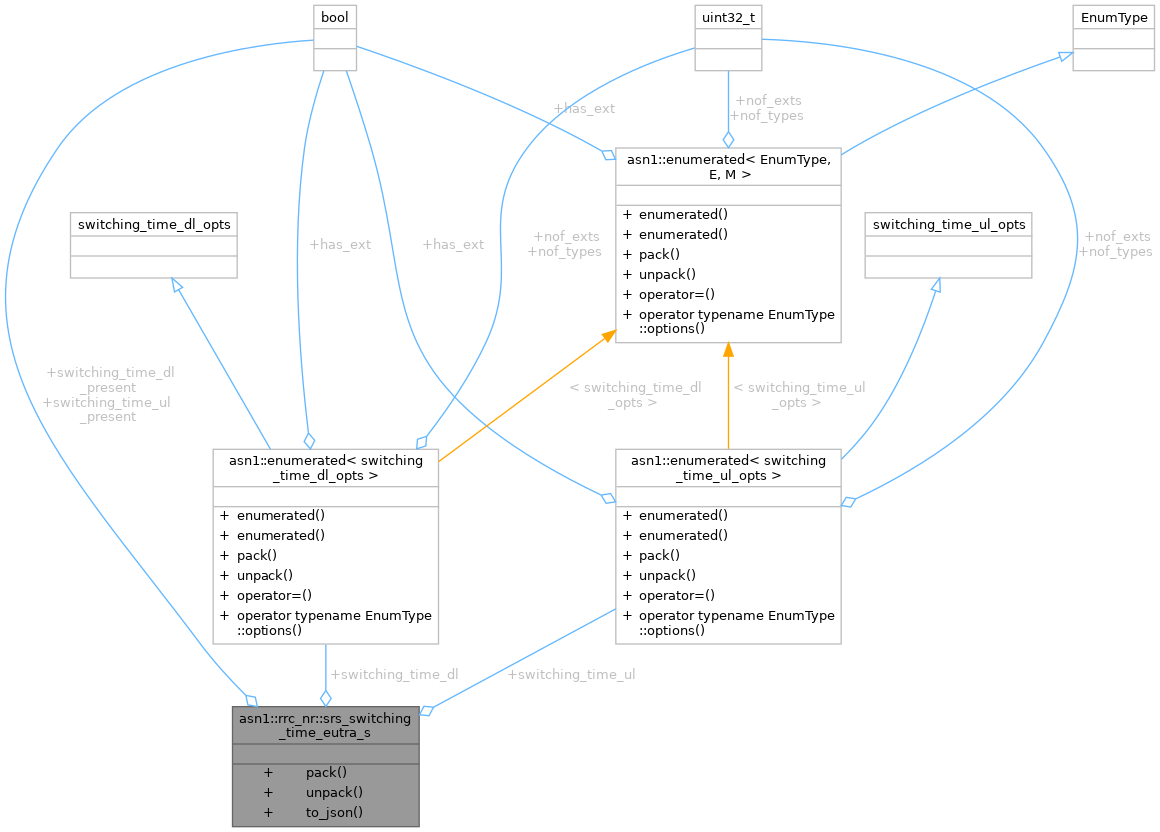 bool
uint32_t
EnumType
+has_ext
+nof_exts
+nof_types
asn1::enumerated< EnumType,
E, M >
+ enumerated()
+ enumerated()
+ pack()
+ unpack()
+ operator=()
+ operator typename EnumType
::options()
switching_time_dl_opts
switching_time_ul_opts
+has_ext
+has_ext
+nof_exts
+nof_types
+nof_exts
+nof_types
+switching_time_dl
_present
+switching_time_ul
_present
< switching_time_dl
_opts >
< switching_time_ul
_opts >
asn1::enumerated< switching
_time_dl_opts >
+ enumerated()
+ enumerated()
+ pack()
+ unpack()
+ operator=()
+ operator typename EnumType
::options()
asn1::enumerated< switching
_time_ul_opts >
+ enumerated()
+ enumerated()
+ pack()
+ unpack()
+ operator=()
+ operator typename EnumType
::options()
+switching_time_dl
+switching_time_ul
asn1::rrc_nr::srs_switching
_time_eutra_s
+ pack()
+ unpack()
+ to_json()